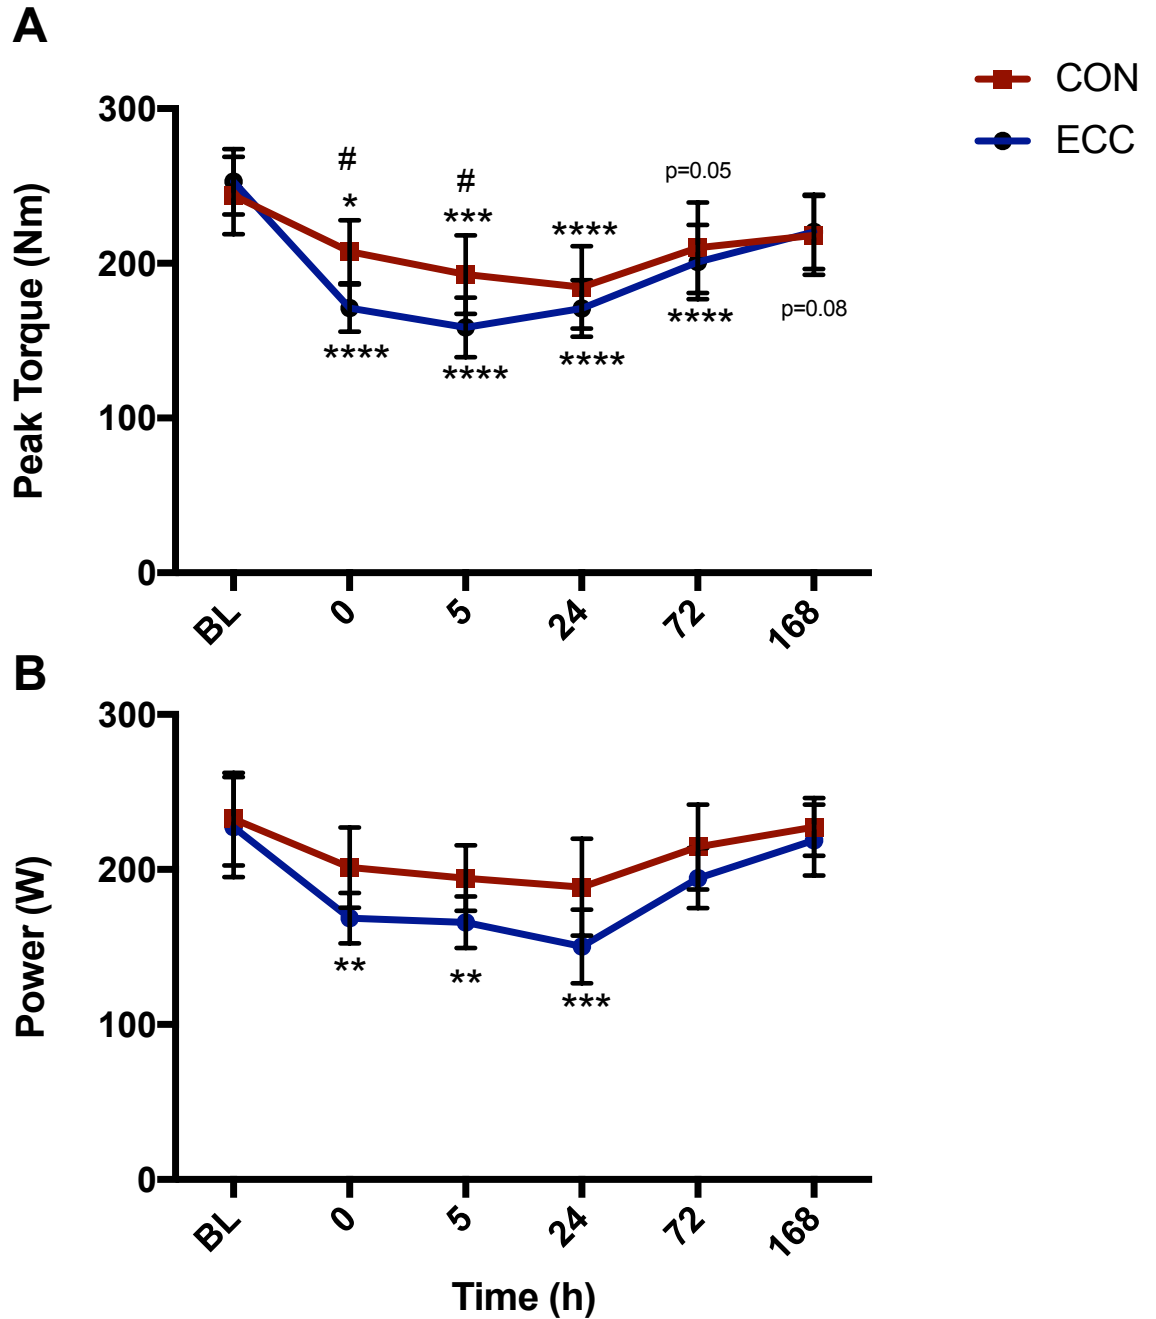 A
CON
ECC
300
200
100
0
Peak Torque (Nm)
#
*
#
***
****
p=0.05
****
****
****
****
p=0.08
BL
0
5
24
72
168
B
300
200
100
0
Power (W)
**
**
***
BL
0
5
24
72
168
Time (h)